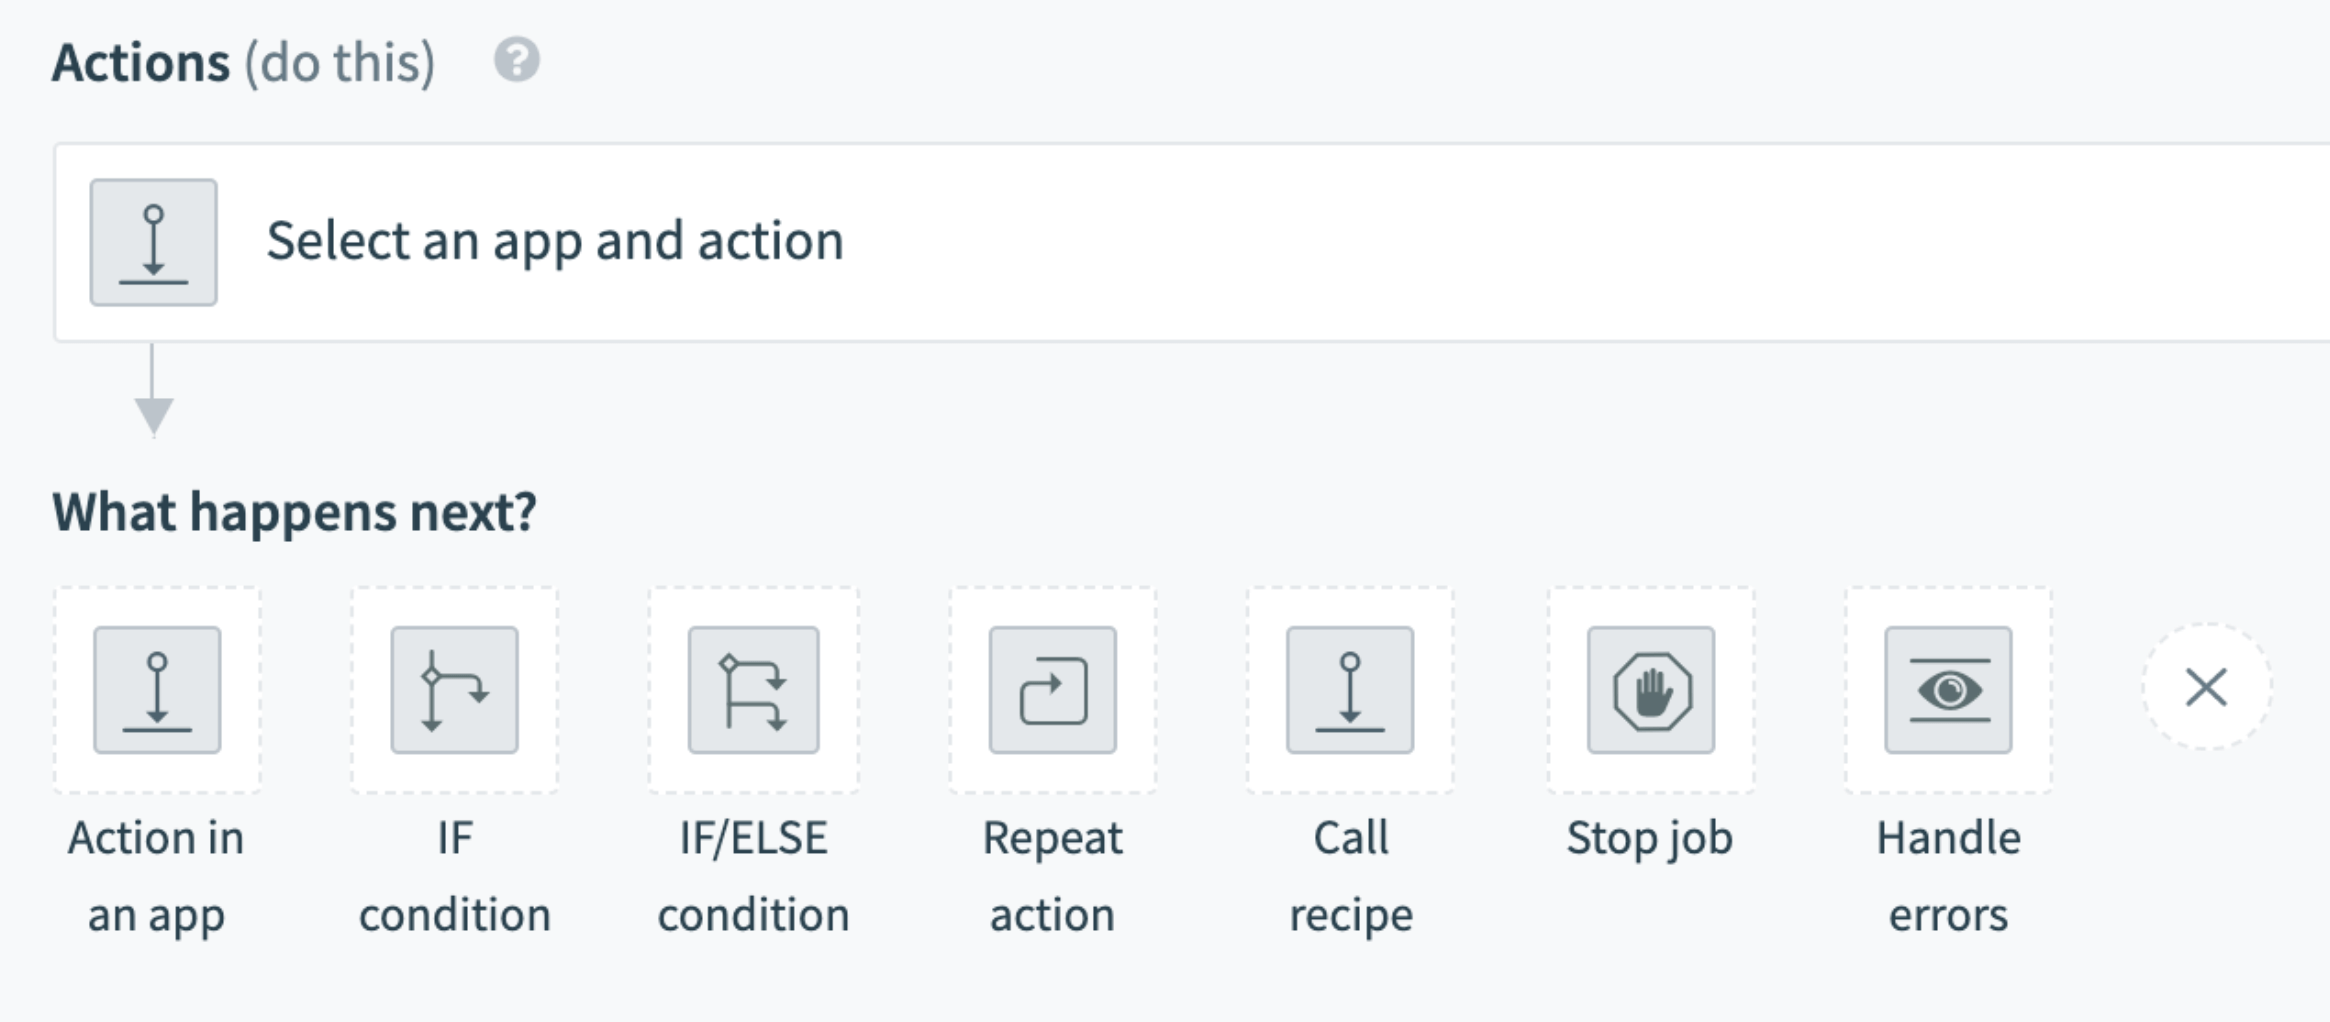 Actions (do this) ?
Select an app and action
What happens next?
Action in an app
IF condition
IF/ELSE condition
Repeat action
Call recipe
Stop job
Handle errors